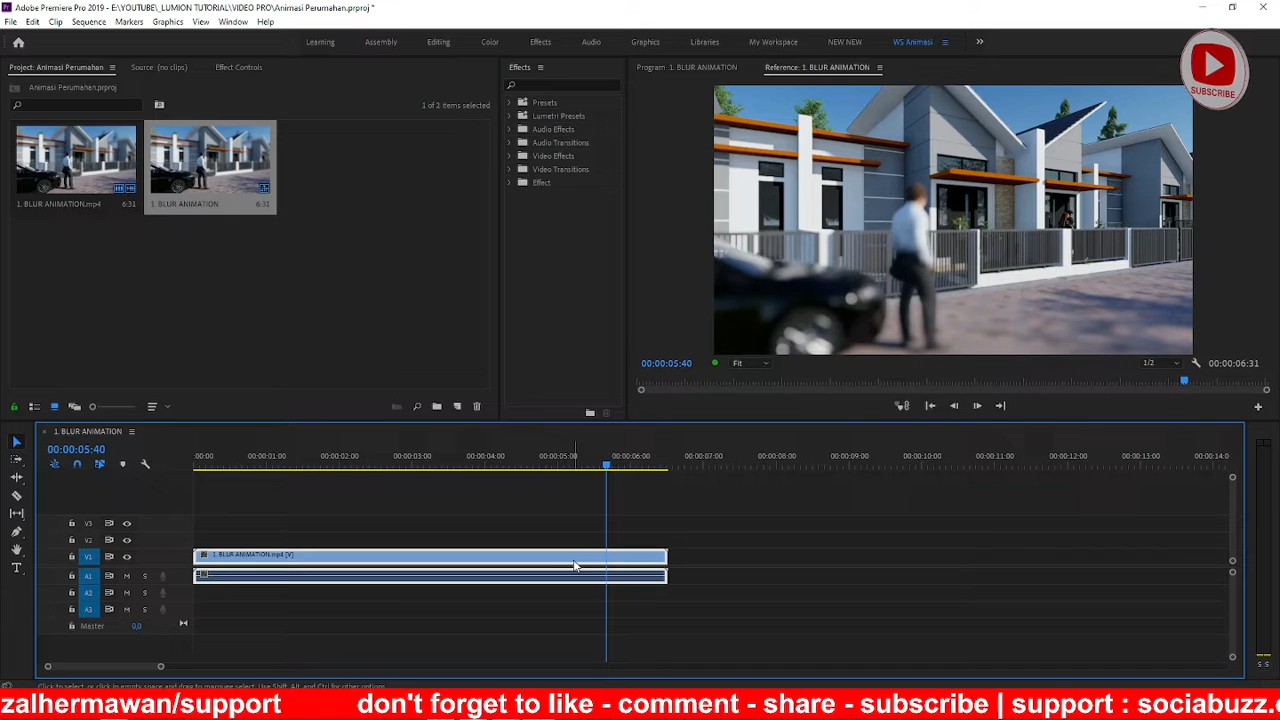 Adobe Premiere Pro 2019 - E:\YOUTUBE\_LUMION TUTORIAL\VIDEO PRO\Animasi Perumahan.prproj *
File Edit Clip Sequence Markers Graphics View Window Help
Learning Assembly Editing Color Effects Audio Graphics Libraries My Workspace NEW NEW WS Animasi
SUBSCRIBE
Project: Animasi Perumahan Source: (no clips) Effect Controls
Animasi Perumahan.prproj
1 of 2 items selected
1. BLUR ANIMATION.mp4 6:31
1. BLUR ANIMATION 6:31
Effects
Presets
Lumetri Presets
Audio Effects
Audio Transitions
Video Effects
Video Transitions
Effect
Program: 1. BLUR ANIMATION Reference: 1. BLUR ANIMATION
00:00:05:40 Fit 1/2 00:00:06:31
1. BLUR ANIMATION
00:00:05:40
:00:00 00:00:01:00 00:00:02:00 00:00:03:00 00:00:04:00 00:00:05:00 00:00:06:00 00:00:07:00 00:00:08:00 00:00:09:00 00:00:10:00 00:00:11:00 00:00:12:00 00:00:13:00 00:00:14:0
V3
V2
V1 1. BLUR ANIMATION.mp4 [V]
A1 M S
A2 M S
A3 M S
Master 0,0
S S
Click to select, or click in empty space and drag to marquee select. Use Shift, Alt, and Ctrl for other options.
zalhermawan/support don't forget to like - comment - share - subscribe | support : sociabuzz.c